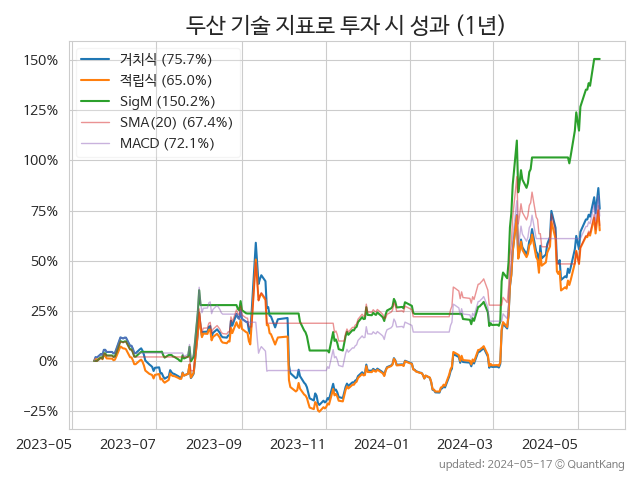 두산 기술 지표로 투자 시 성과 (1년)
150%
125%
100%
75%
50%
25%
0%
−25%
거치식 (75.7%)
적립식 (65.0%)
SigM (150.2%)
SMA(20) (67.4%)
MACD (72.1%)
2023-05
2023-07
2023-09
2023-11
2024-01
2024-03
2024-05
updated: 2024-05-17 © QuantKang